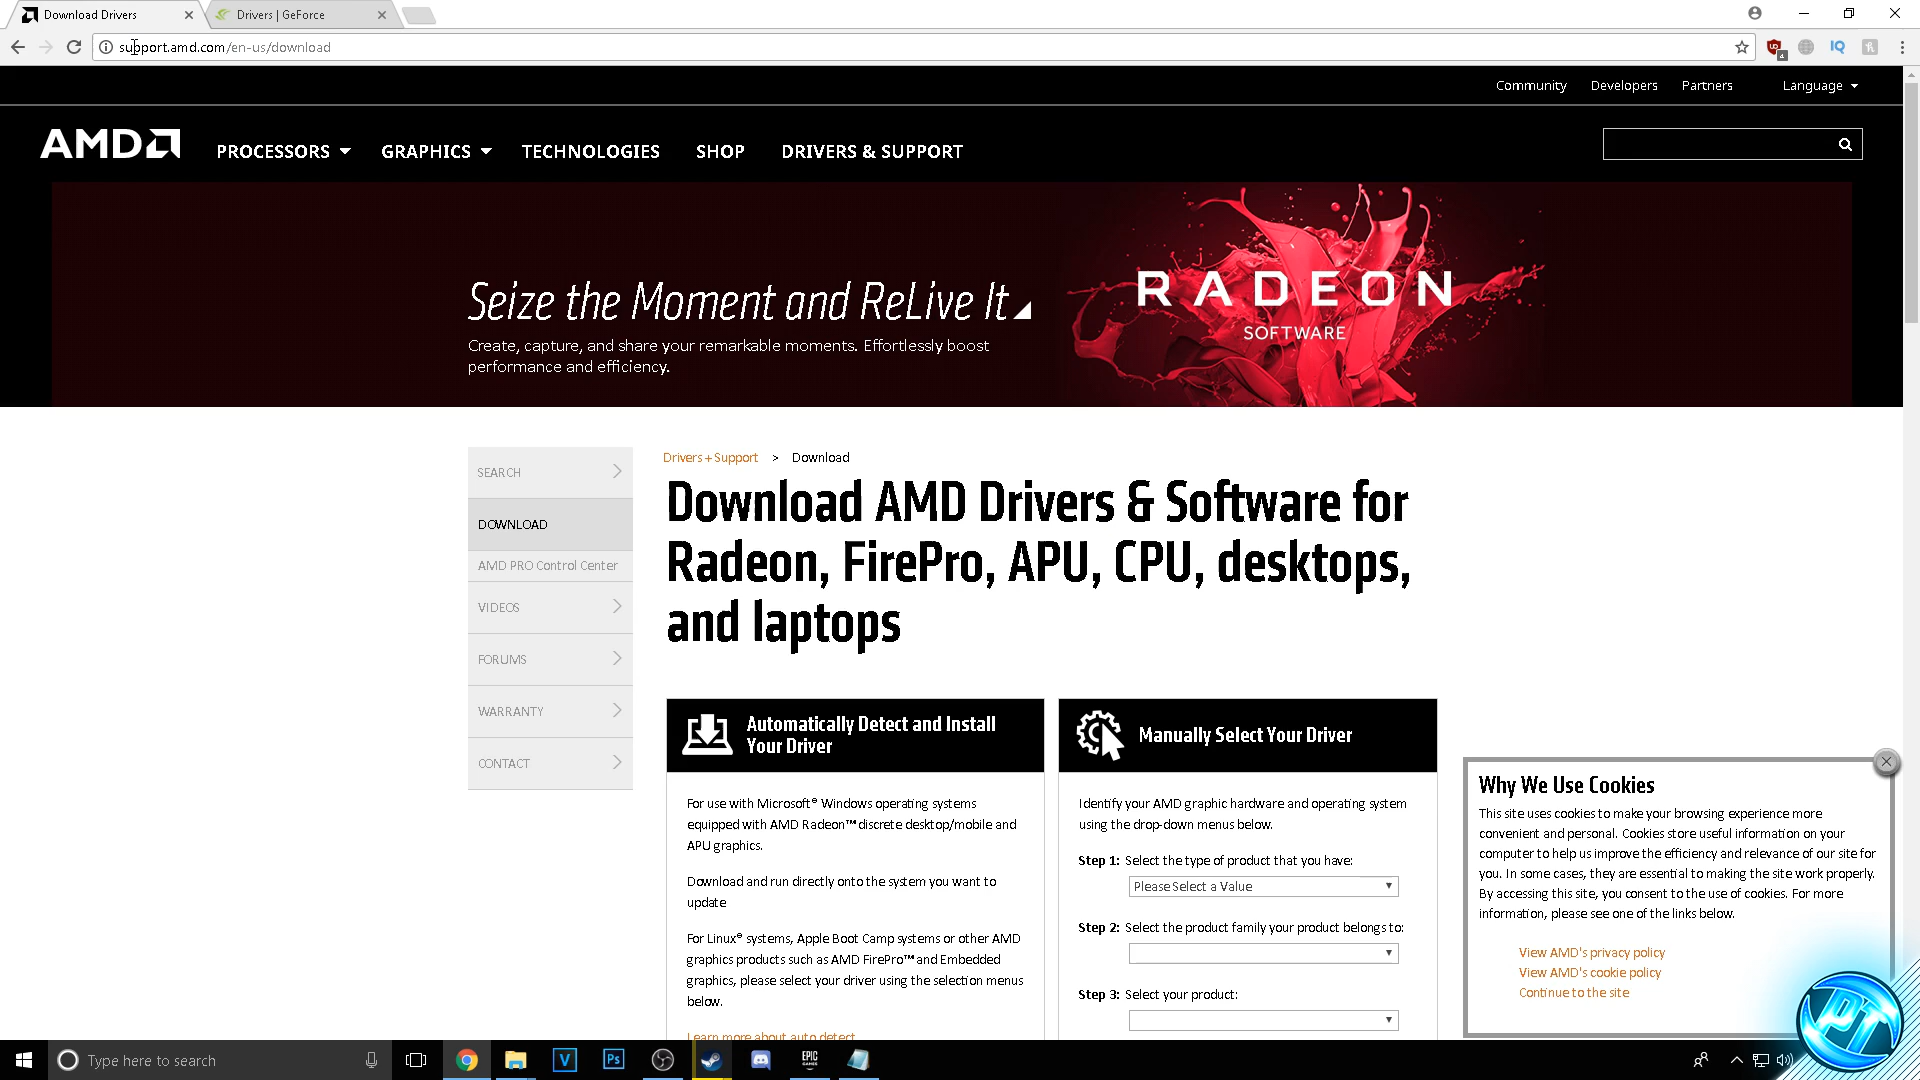 Download Drivers
Drivers | GeForce
support.amd.com/en-us/download
Community Developers Partners Language
AMD PROCESSORS GRAPHICS TECHNOLOGIES SHOP DRIVERS & SUPPORT
Seize the Moment and ReLive It
Create, capture, and share your remarkable moments. Effortlessly boost
performance and efficiency.
RADEON
SOFTWARE
SEARCH
DOWNLOAD
AMD PRO Control Center
VIDEOS
FORUMS
WARRANTY
CONTACT
Drivers + Support > Download
Download AMD Drivers & Software for
Radeon, FirePro, APU, CPU, desktops,
and laptops
Automatically Detect and Install
Your Driver
For use with Microsoft® Windows operating systems
equipped with AMD Radeon™ discrete desktop/mobile and
APU graphics.
Download and run directly onto the system you want to
update
For Linux® systems, Apple Boot Camp systems or other AMD
graphics products such as AMD FirePro™ and Embedded
graphics, please select your driver using the selection menus
below.
Learn more about auto detect
Manually Select Your Driver
Identify your AMD graphic hardware and operating system
using the drop-down menus below.
Step 1: Select the type of product that you have:
Please Select a Value
Step 2: Select the product family your product belongs to:
Step 3: Select your product:
Why We Use Cookies
This site uses cookies to make your browsing experience more
convenient and personal. Cookies store useful information on your
computer to help us improve the efficiency and relevance of our site for
you. In some cases, they are essential to making the site work properly.
By accessing this site, you consent to the use of cookies. For more
information, please see one of the links below.
View AMD's privacy policy
View AMD's cookie policy
Continue to the site
Type here to search
V
Ps
EPIC
GAMES
IQ
PT